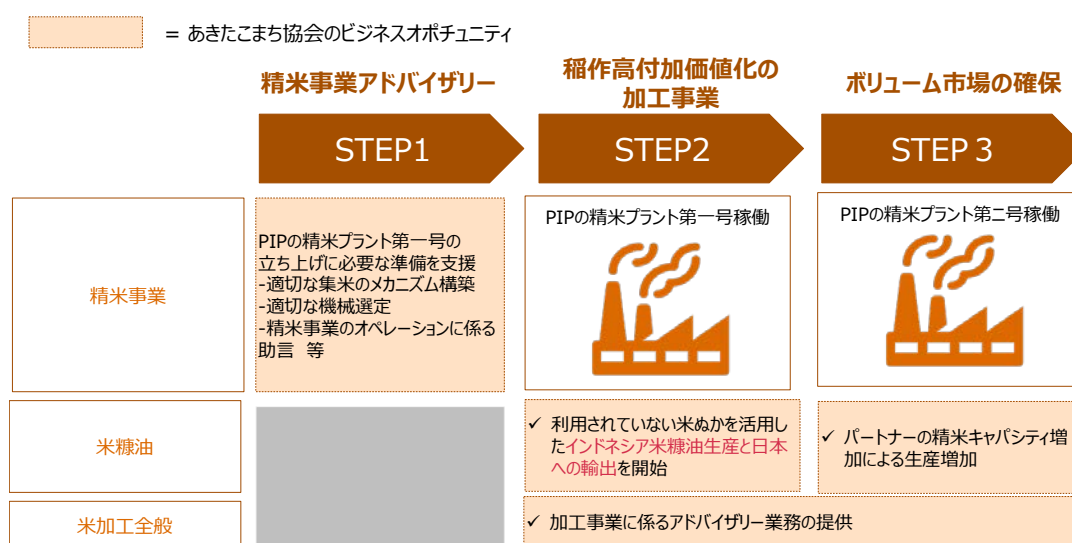 = あきたこまち協会のビジネスオポチュニティ
精米事業アドバイザリー
稲作高付加価値化の
加工事業
ボリューム市場の確保
STEP1
STEP2
STEP 3
精米事業
PIPの精米プラント第一号の
立ち上げに必要な準備を支援
-適切な集米のメカニズム構築
-適切な機械選定
-精米事業のオペレーションに係る
助言 等
PIPの精米プラント第一号稼働
PIPの精米プラント第二号稼働
米糠油
✓ 利用されていない米ぬかを活用し
たインドネシア米糠油生産と日本
への輸出を開始
✓ パートナーの精米キャパシティ増
加による生産増加
米加工全般
✓ 加工事業に係るアドバイザリー業務の提供